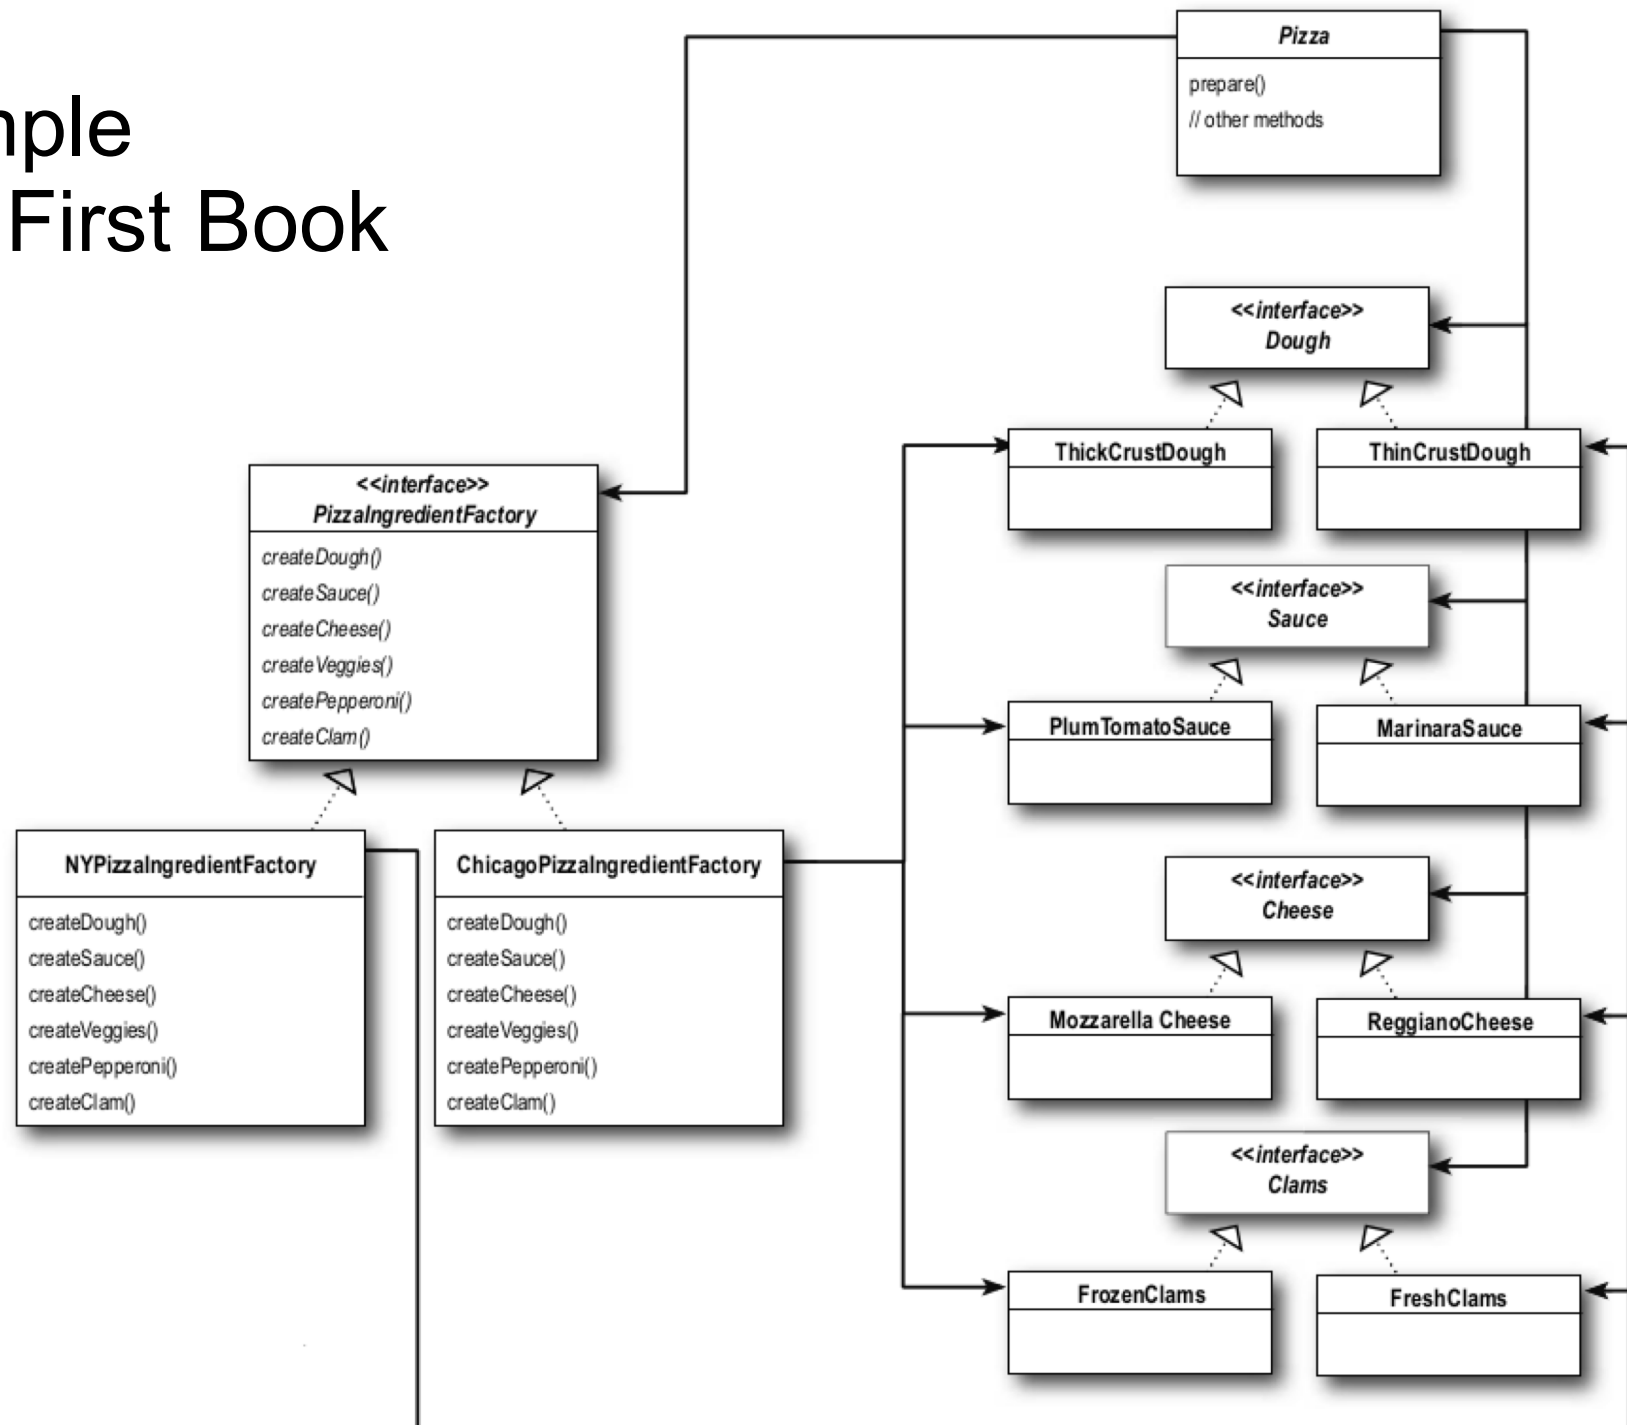 mple
First Book
Pizza
prepare()
// other methods
<<interface>>
Dough
ThickCrustDough
ThinCrustDough
<<interface>>
PizzaIngredientFactory
createDough()
createSauce()
createCheese()
createVeggies()
createPepperoni()
createClam()
<<interface>>
Sauce
PlumTomatoSauce
MarinaraSauce
NYPizzaIngredientFactory
createDough()
createSauce()
createCheese()
createVeggies()
createPepperoni()
createClam()
ChicagoPizzaIngredientFactory
createDough()
createSauce()
createCheese()
createVeggies()
createPepperoni()
createClam()
<<interface>>
Cheese
Mozzarella Cheese
ReggianoCheese
<<interface>>
Clams
FrozenClams
FreshClams